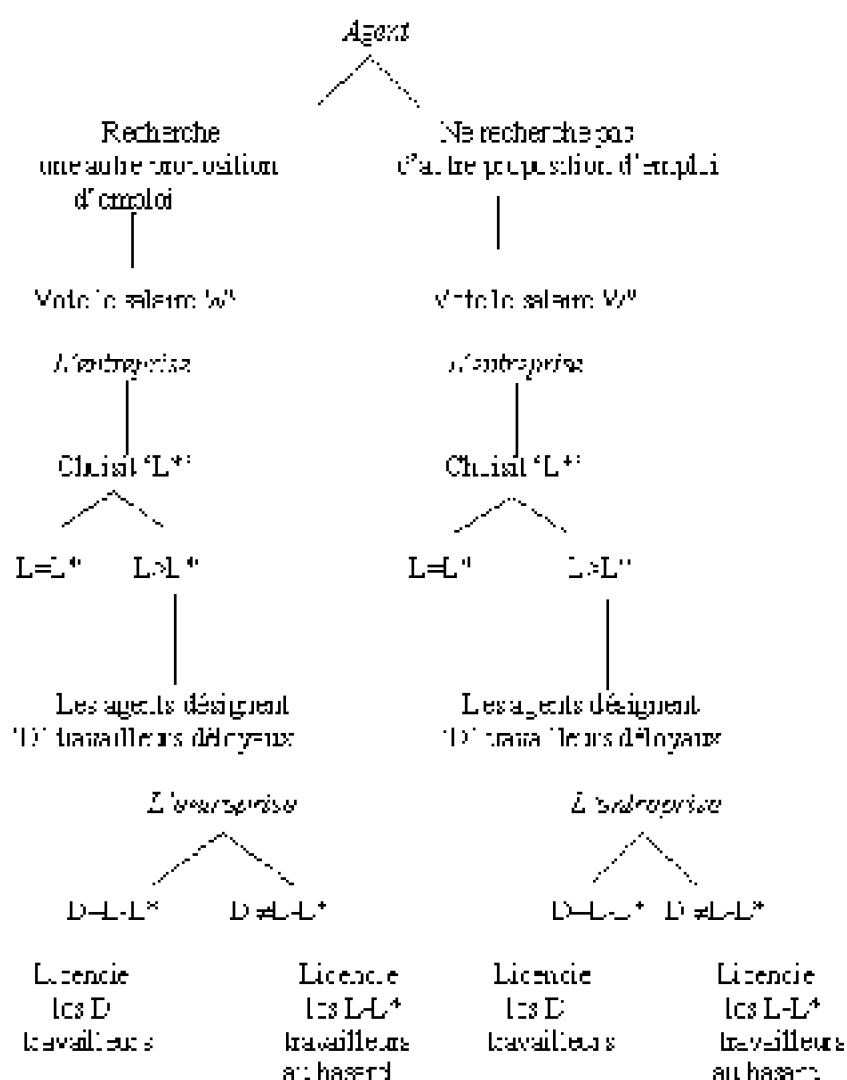 Agent
Recherche
Ne recherche pas
une autre proposition
d'autre proposition d'emploi
d'emploi
Vote le salaire W°
Vote le salaire W°
L'entreprise
L'entreprise
Choisit 'L*'
Choisit 'L*'
L=L*
L>L*
L=L*
L>L*
Les agents désignent
Les agents désignent
'D' travailleurs déloyaux
'D' travailleurs déloyaux
L'entreprise
L'entreprise
D=L-L*
D≠L-L*
D=L-L*
D≠L-L*
Licencie
Licencie
Licencie
Licencie
les D
les L-L*
les D
les L-L*
travailleurs
travailleurs
travailleurs
travailleurs
au hasard
au hasard